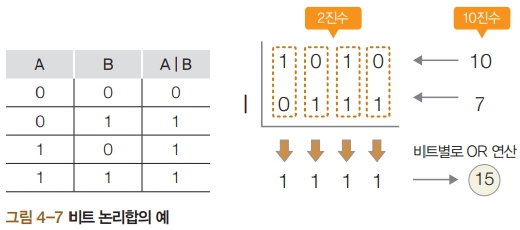 A B A | B
0 0 0
0 1 1
1 0 1
1 1 1
그림 4-7 비트 논리합의 예
2진수 10진수
1 0 1 0 10
| 0 1 1 1 7
비트별로 OR 연산
1 1 1 1 15